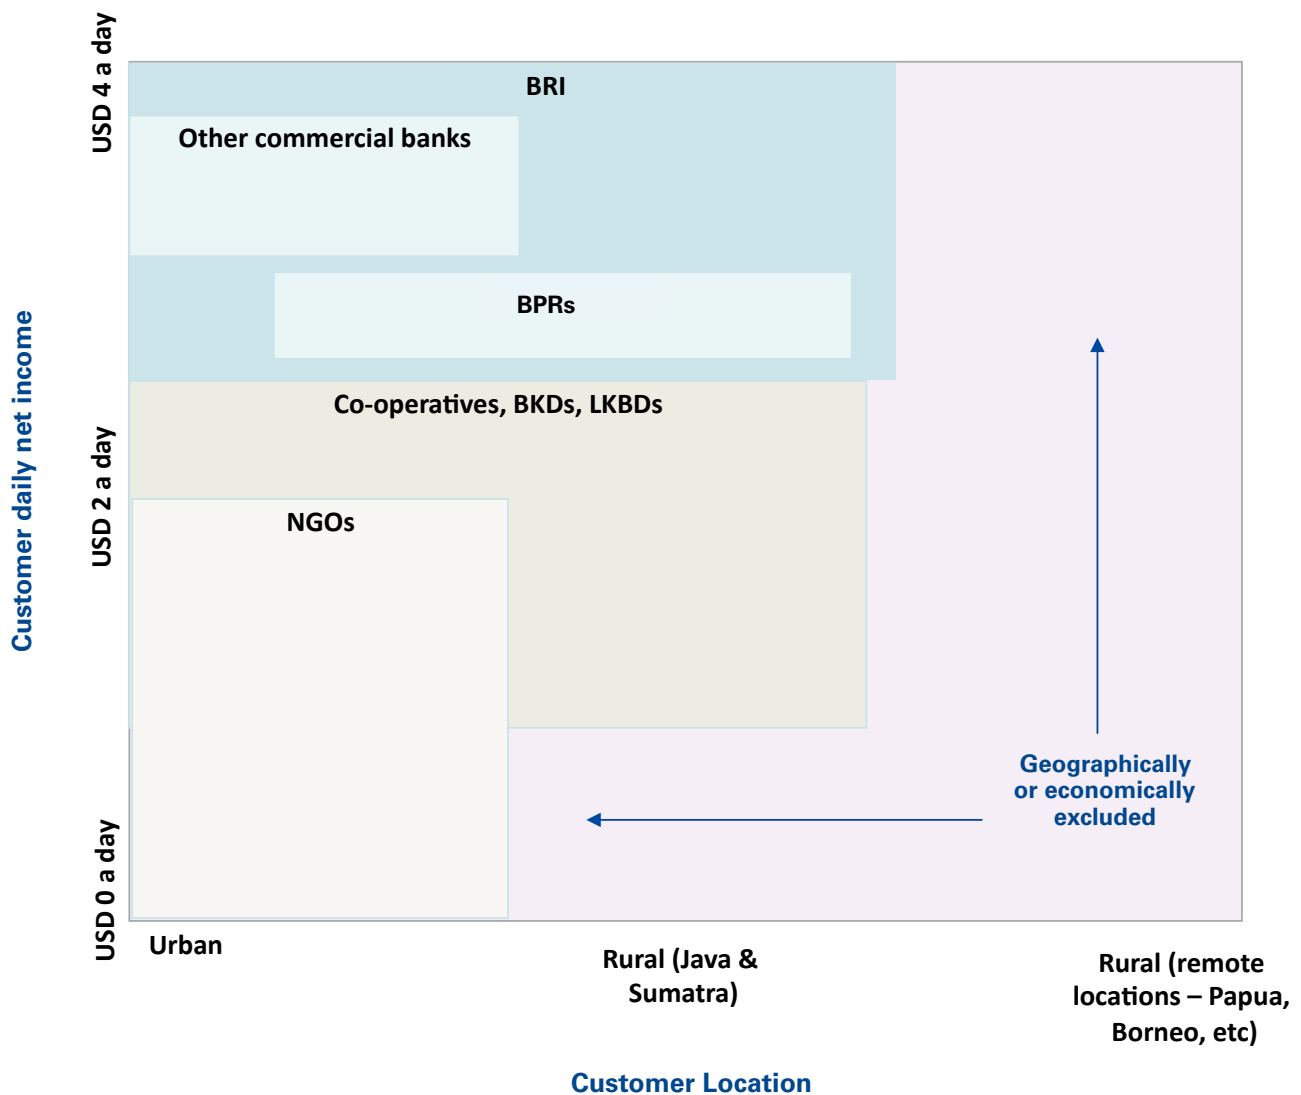 USD 4 a day
BRI
Other commercial banks
BPRs
Customer daily net income
Co-operatives, BKDs, LKBDs
USD 2 a day
NGOs
Geographically
or economically
excluded
USD 0 a day
Urban
Rural (Java &
Sumatra)
Rural (remote
locations – Papua,
Borneo, etc)
Customer Location